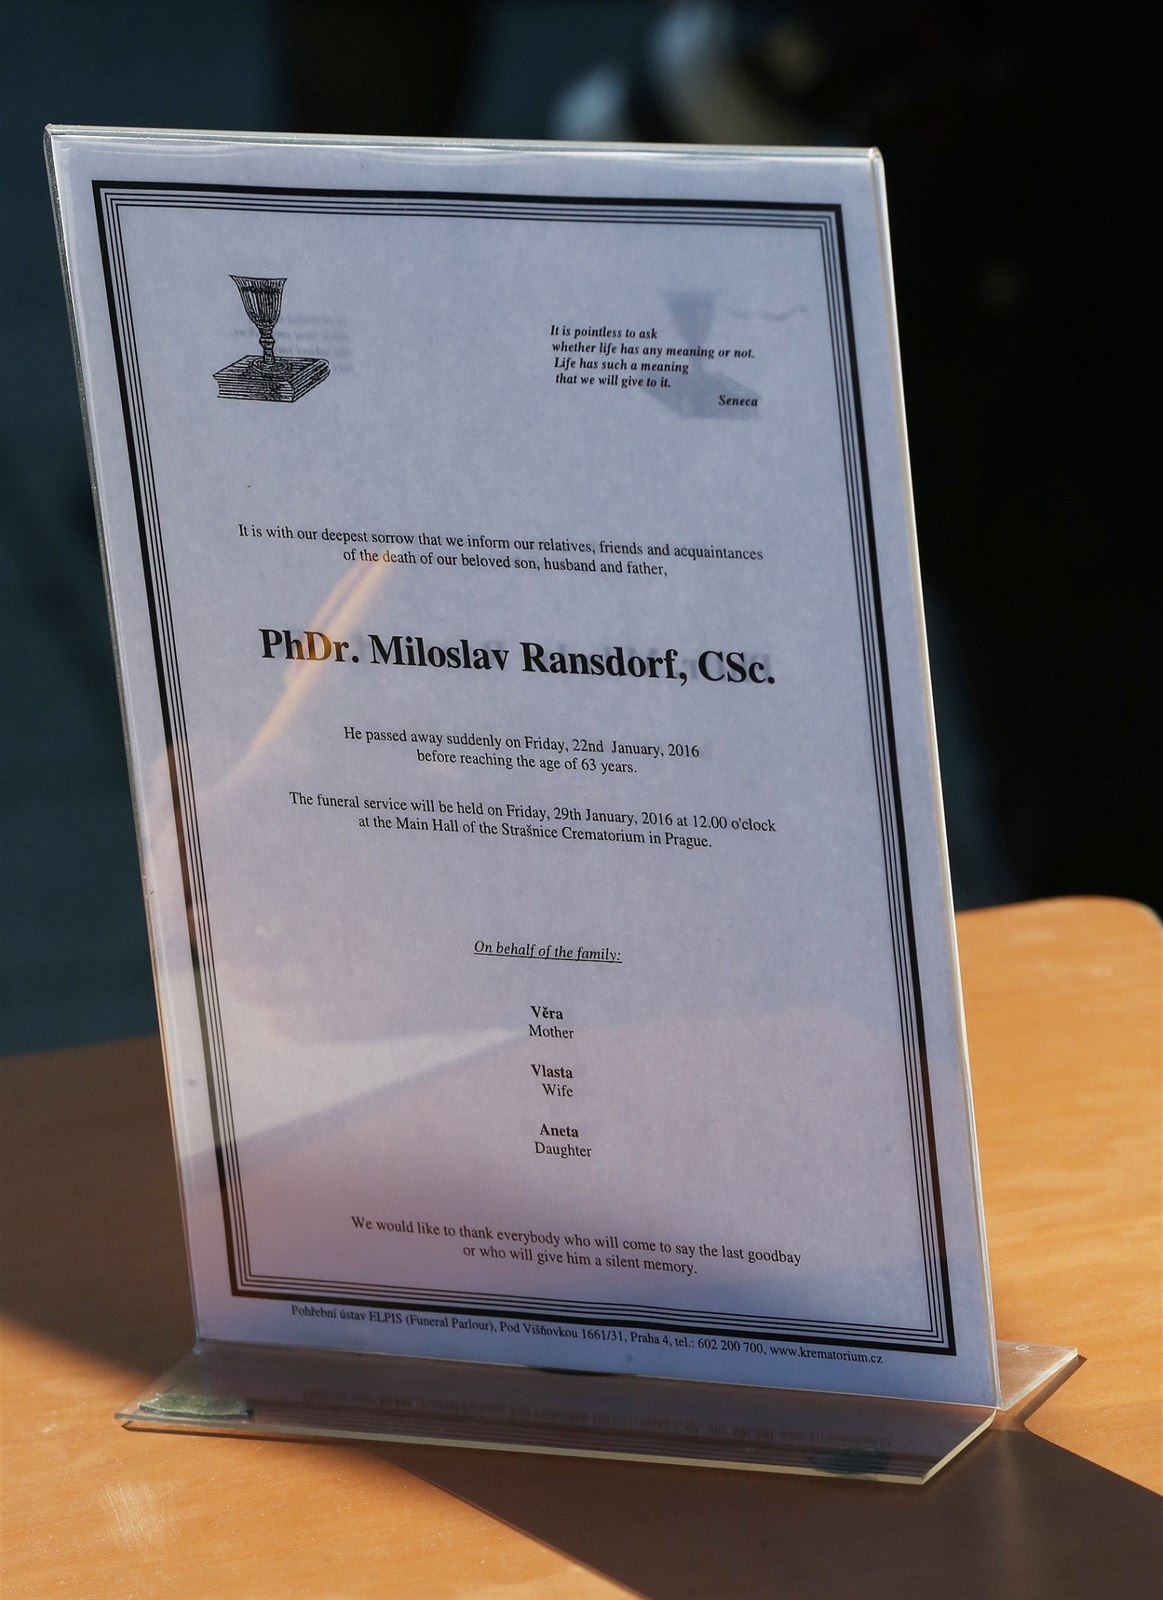 It is pointless to ask
whether life has any meaning or not.
Life has such a meaning
that we will give to it.
Seneca
It is with our deepest sorrow that we inform our relatives, friends and acquaintances
of the death of our beloved son, husband and father,
PhDr. Miloslav Ransdorf, CSc.
He passed away suddenly on Friday, 22nd January, 2016
before reaching the age of 63 years.
The funeral service will be held on Friday, 29th January, 2016 at 12.00 o'clock
at the Main Hall of the Strašnice Crematorium in Prague.
On behalf of the family:
Věra
Mother
Vlasta
Wife
Aneta
Daughter
We would like to thank everybody who will come to say the last goodbay
or who will give him a silent memory.
Pohřební ústav ELPIS (Funeral Parlour), Pod Višňovkou 1661/31, Praha 4, tel.: 602 200 700, www.krematorium.cz